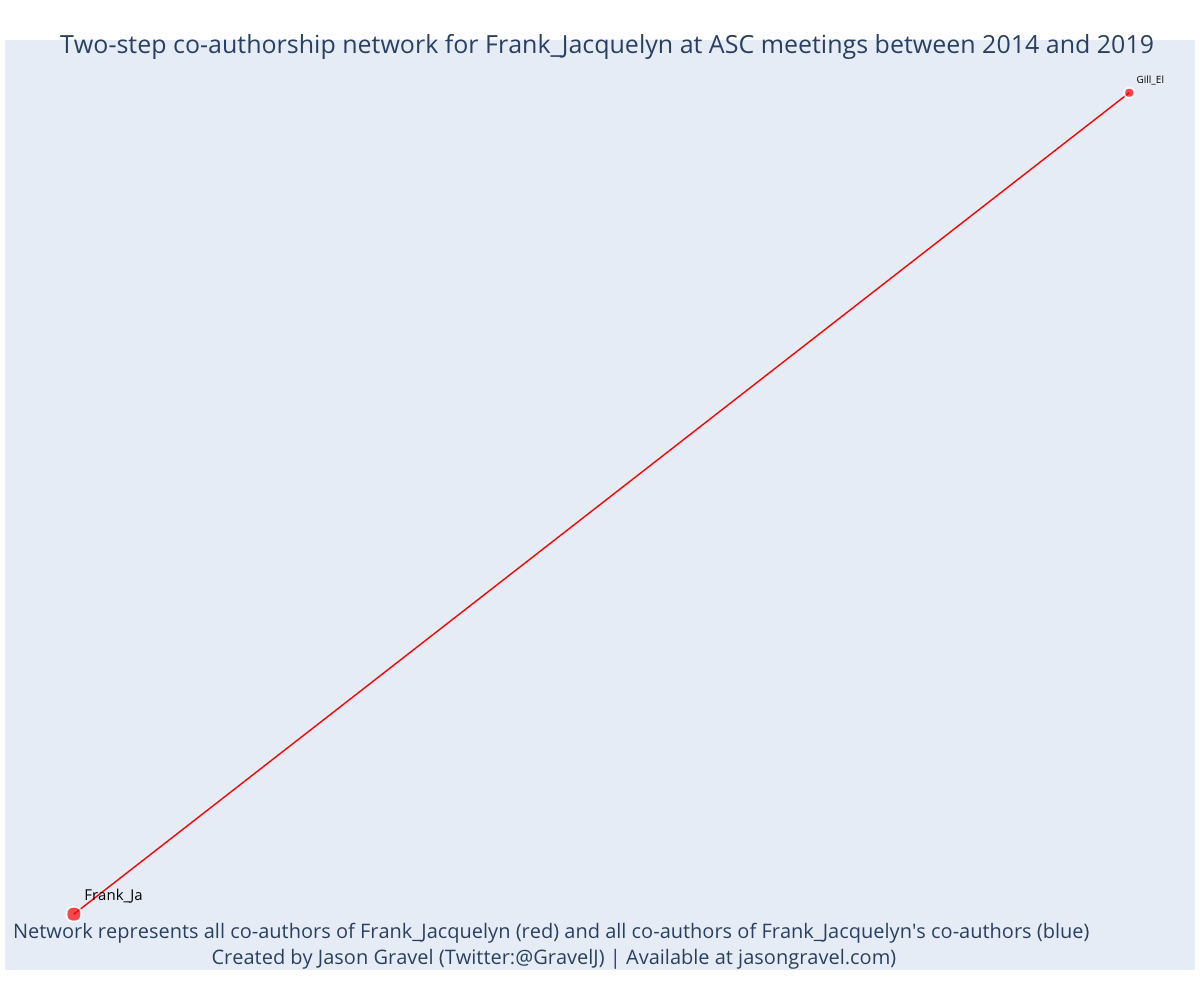 Two-step co-authorship network for Frank_Jacquelyn at ASC meetings between 2014 and 2019
Gill_El
Frank_Ja
Network represents all co-authors of Frank_Jacquelyn (red) and all co-authors of Frank_Jacquelyn's co-authors (blue)
Created by Jason Gravel (Twitter:@GravelJ) | Available at jasongravel.com)